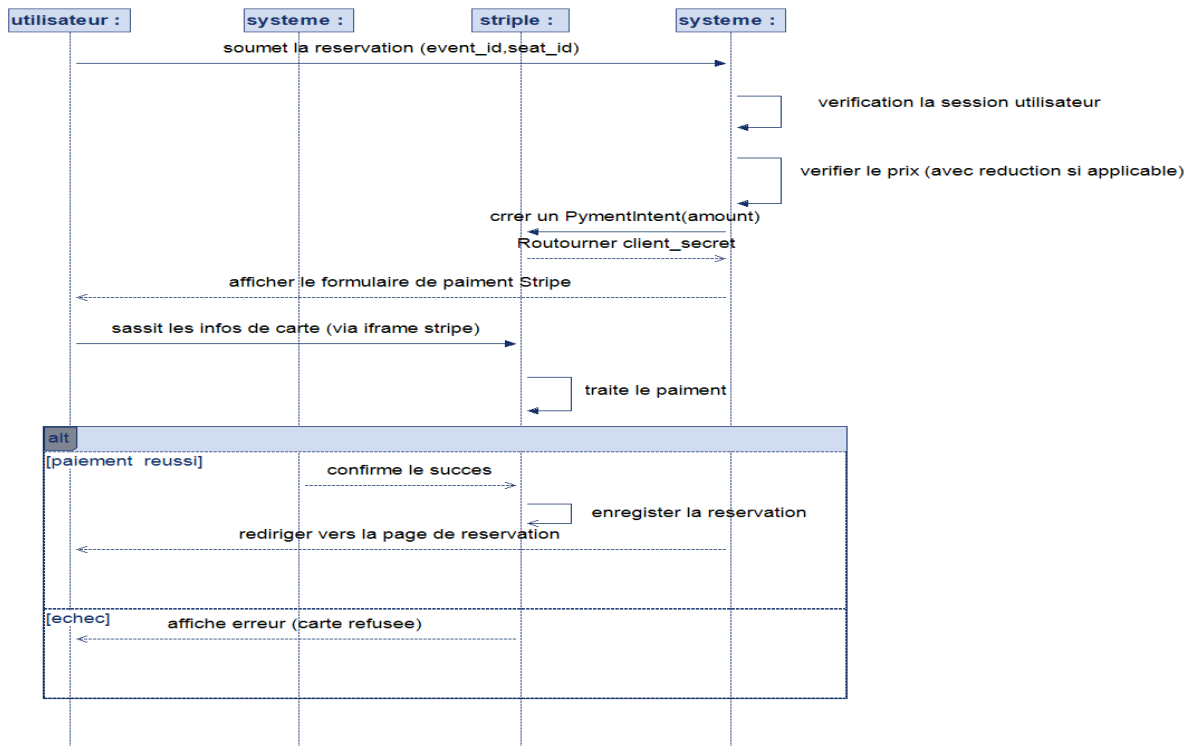 utilisateur :
systeme :
striple :
systeme :
soumet la reservation (event_id,seat_id)
verification la session utilisateur
verifier le prix (avec reduction si applicable)
crrer un PymentIntent(amount)
Routourner client_secret
afficher le formulaire de paiment Stripe
sassit les infos de carte (via iframe stripe)
traite le paiment
alt
[paiement  reussi]
confirme le succes
enregister la reservation
rediriger vers la page de reservation
[echec]
affiche erreur (carte refusee)